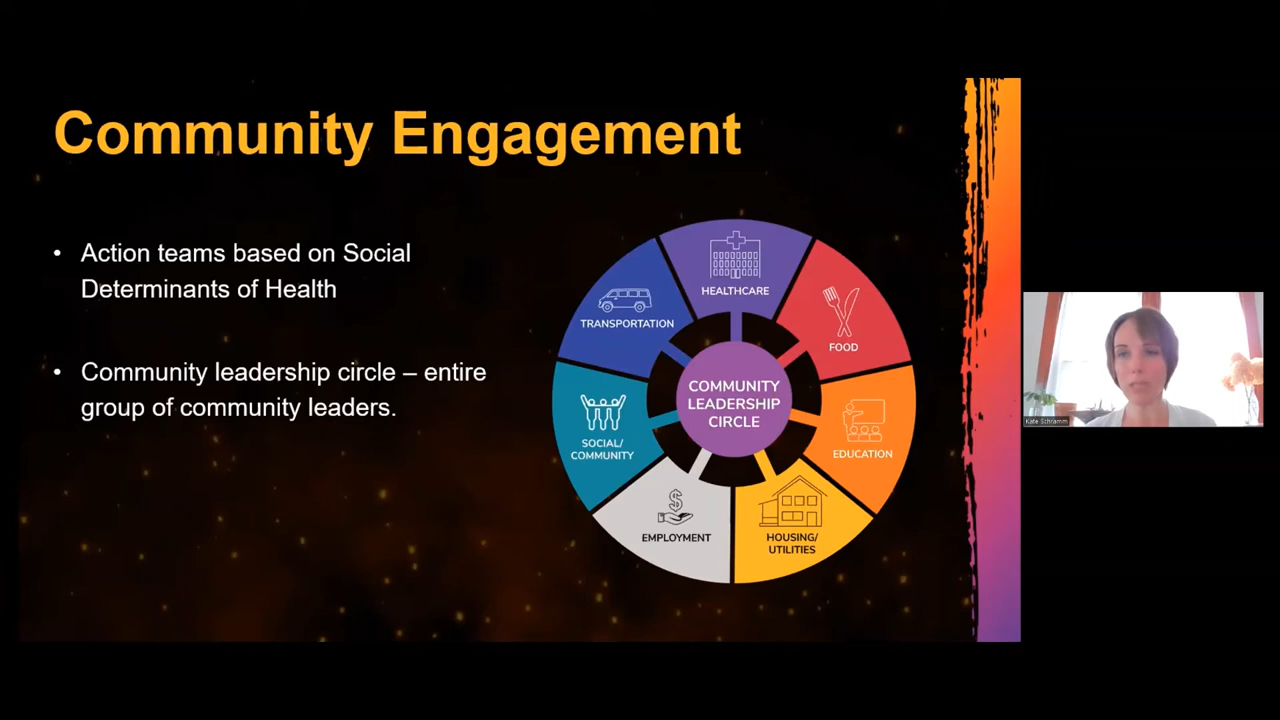 Community Engagement
• Action teams based on Social
Determinants of Health
• Community leadership circle – entire
group of community leaders.
HEALTHCARE
FOOD
EDUCATION
HOUSING/
UTILITIES
EMPLOYMENT
SOCIAL/
COMMUNITY
TRANSPORTATION
COMMUNITY
LEADERSHIP
CIRCLE
Kate Schramm